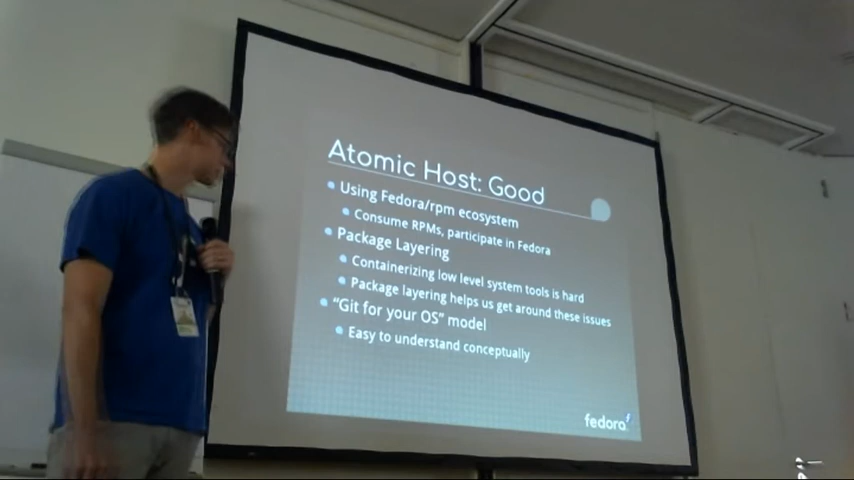 Atomic Host: Good
Using Fedora/rpm ecosystem
Consume RPMs, participate in Fedora
Package Layering
Containerizing low level system tools is hard
Package layering helps us get around these issues
“Git for your OS” model
Easy to understand conceptually
fedora